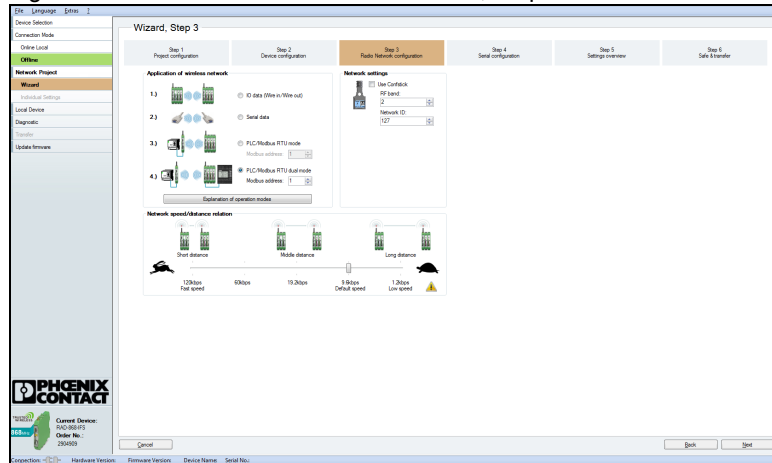 File Language Extras ?
Device Selection
Connection Mode
Online Local
Offline
Network Project
Wizard
Individual Settings
Local Device
Diagnostic
Transfer
Update firmware
Wizard, Step 3
Step 1
Project configuration
Step 2
Device configuration
Step 3
Radio Network configuration
Step 4
Serial configuration
Step 5
Settings overview
Step 6
Safe & transfer
Application of wireless network
1.) IO data (Wire in/Wire out)
2.) Serial data
3.) PLC/Modbus RTU mode
Modbus address: 1
4.) PLC/Modbus RTU dual mode
Modbus address: 1
Explanation of operation modes
Network settings
Use Confstick
RF band:
2
Network ID:
127
Network speed/distance relation
Short distance Middle distance Long distance
120kbps 60kbps 19.2kbps 9.6kbps 1.2kbps
Fast speed Default speed Low speed
PHŒNIX
CONTACT
868MHz
Current Device:
RAD-868-IFS
Order No.:
2904909
Cancel Back Next
Connection: Hardware Version: Firmware Version: Device Name: Serial No.: